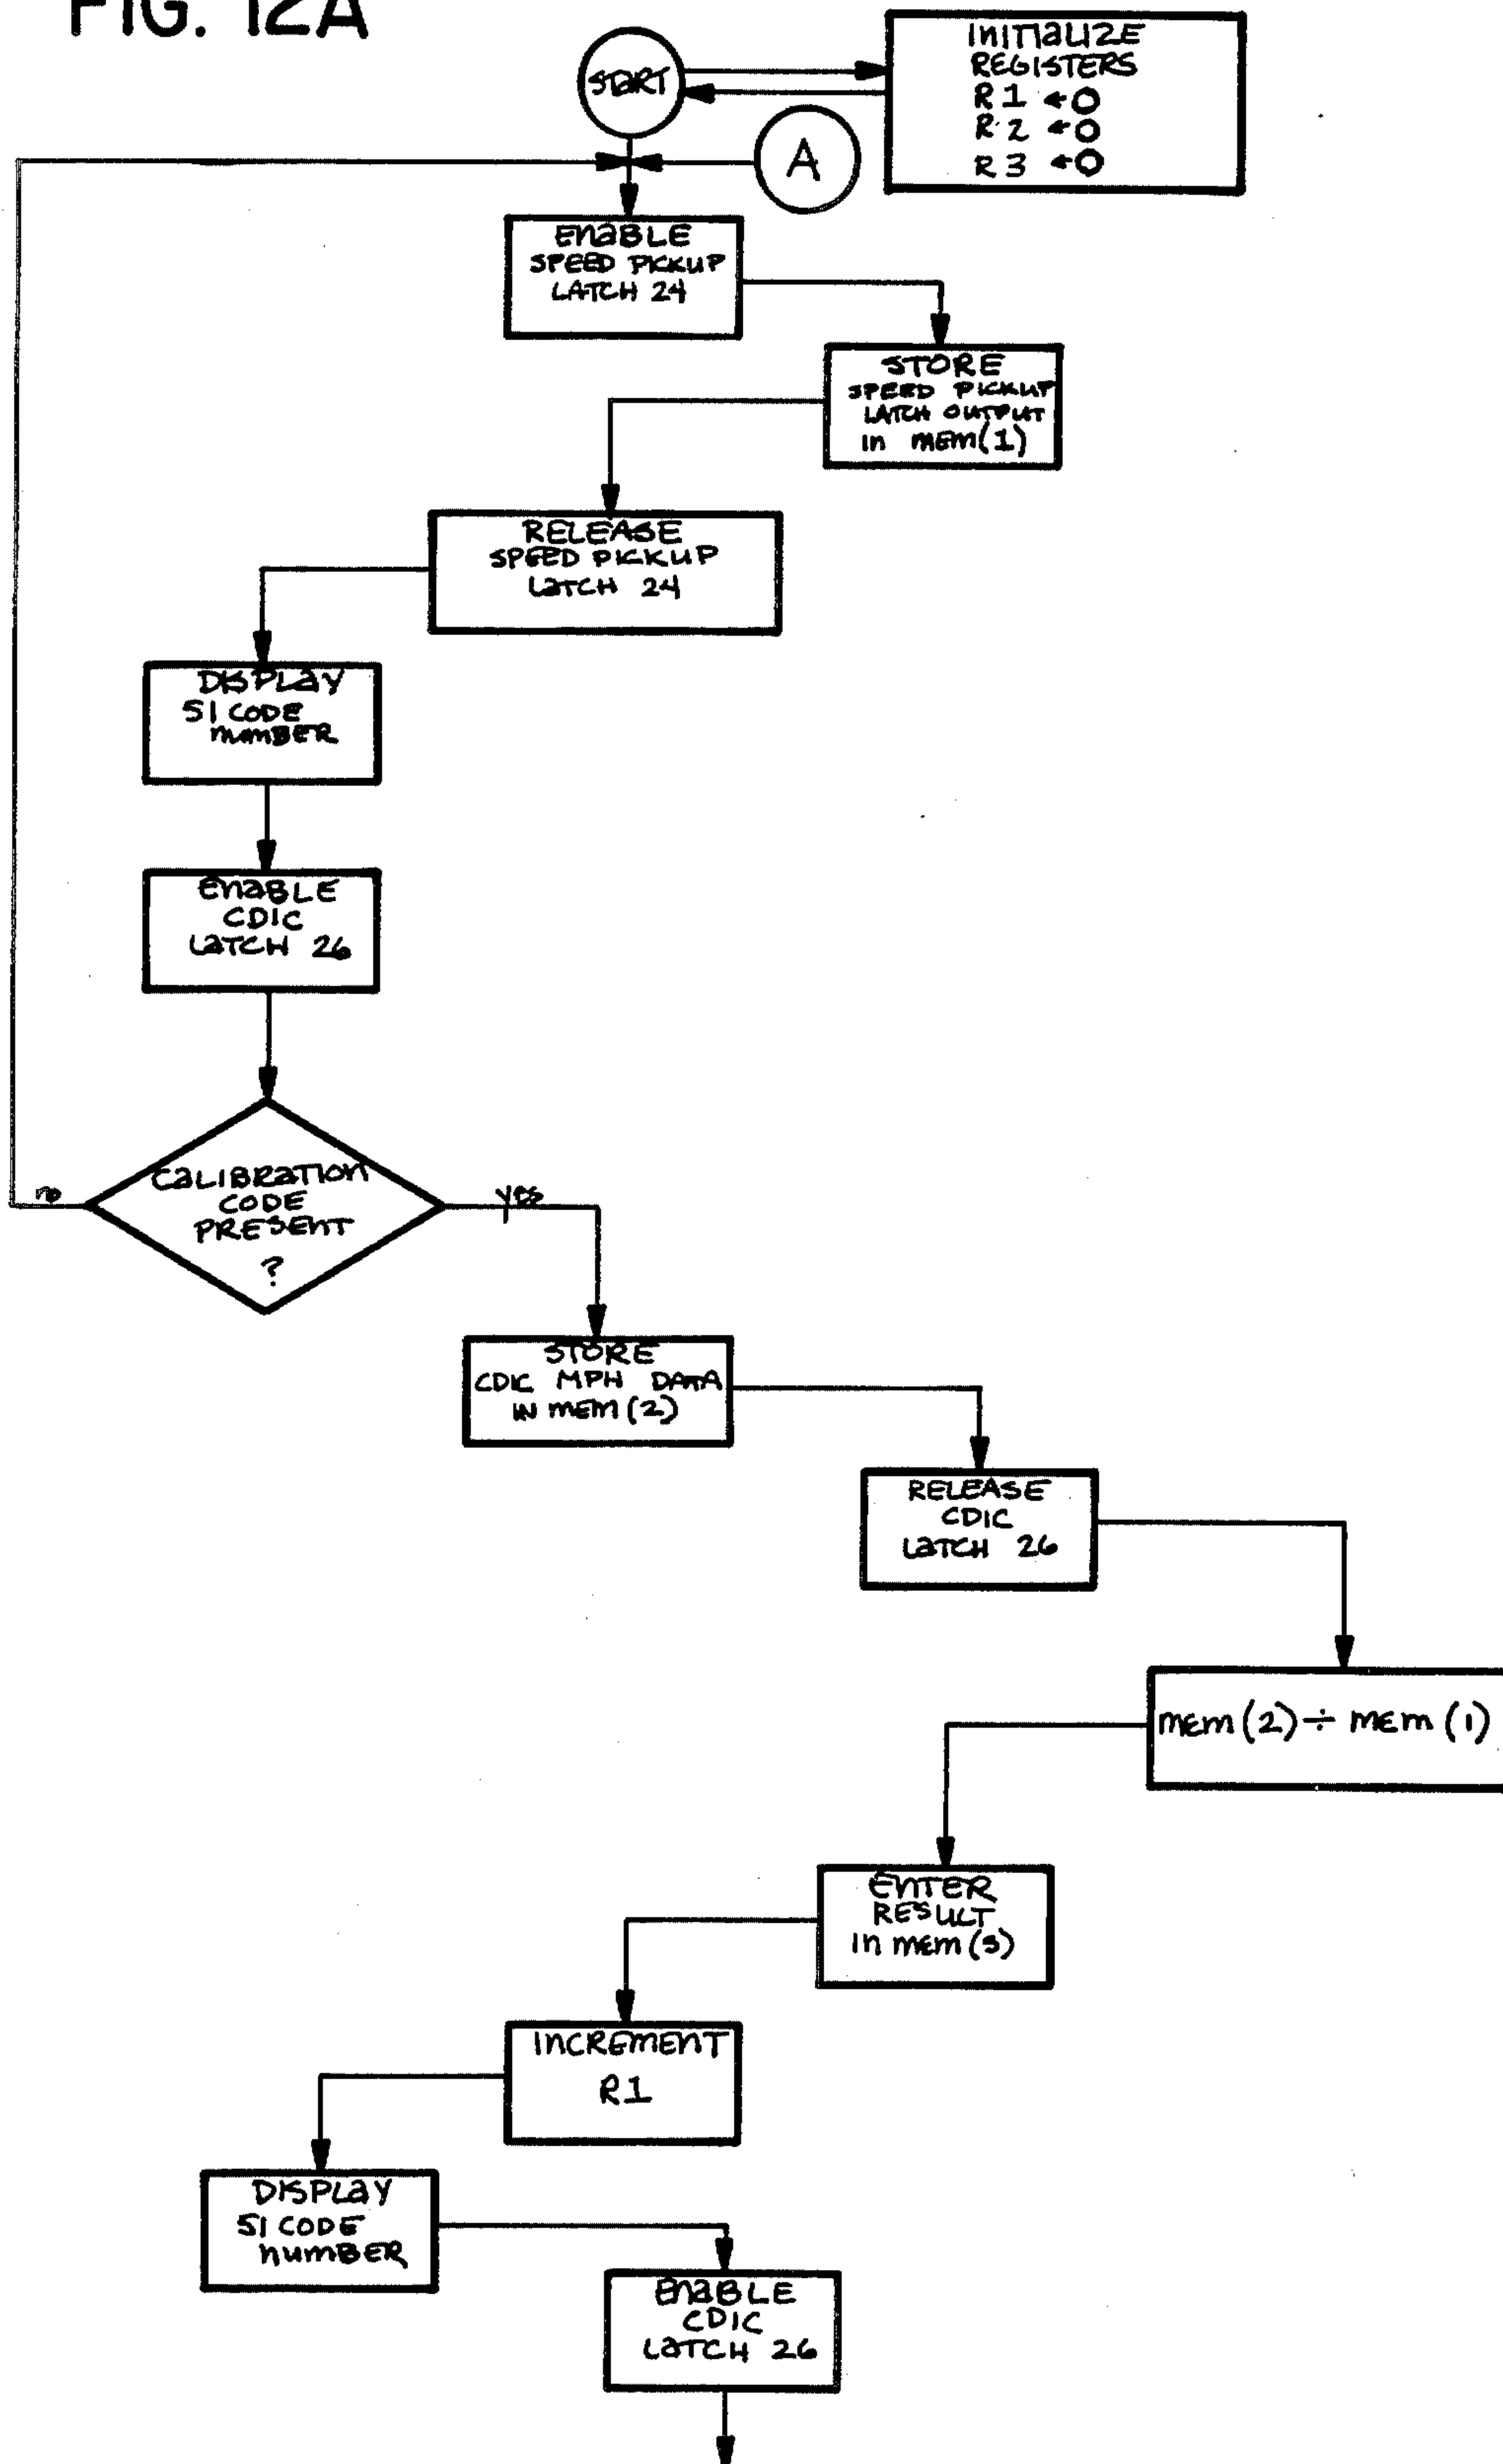 FIG. 12A
START
INITIALIZE
REGISTERS
R1 ←0
R2 ←0
R3 ←0
A
ENABLE
SPEED PICKUP
LATCH 24
STORE
SPEED PICKUP
LATCH OUTPUT
IN MEM(1)
RELEASE
SPEED PICKUP
LATCH 24
DISPLAY
51 CODE
NUMBER
ENABLE
CDIC
LATCH 26
CALIBRATION
CODE
PRESENT
?
no
yes
STORE
CDIC MPH DATA
IN MEM (2)
RELEASE
CDIC
LATCH 26
MEM (2) ÷ MEM (1)
ENTER
RESULT
IN MEM (3)
INCREMENT
R1
DISPLAY
51 CODE
NUMBER
ENABLE
CDIC
LATCH 26